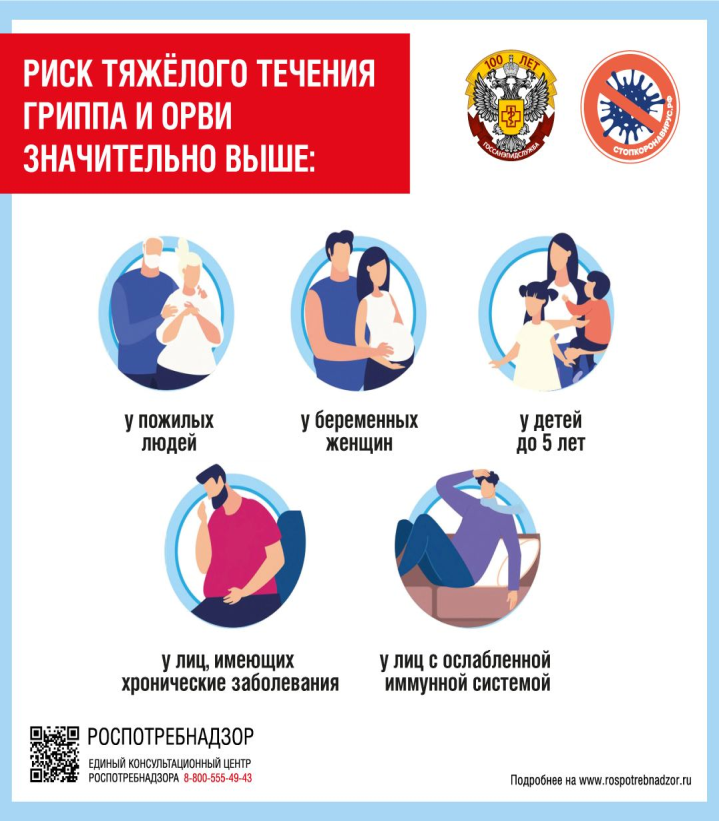 РИСК ТЯЖЁЛОГО ТЕЧЕНИЯ
ГРИППА И ОРВИ
ЗНАЧИТЕЛЬНО ВЫШЕ:
100 ЛЕТ
ГОССАНЭПИДСЛУЖБА
СТОПКОРОНАВИРУС.РФ
у пожилых
людей
у беременных
женщин
у детей
до 5 лет
у лиц, имеющих
хронические заболевания
у лиц с ослабленной
иммунной системой
РОСПОТРЕБНАДЗОР
ЕДИНЫЙ КОНСУЛЬТАЦИОННЫЙ ЦЕНТР
РОСПОТРЕБНАДЗОРА 8-800-555-49-43
Подробнее на www.rospotrebnadzor.ru